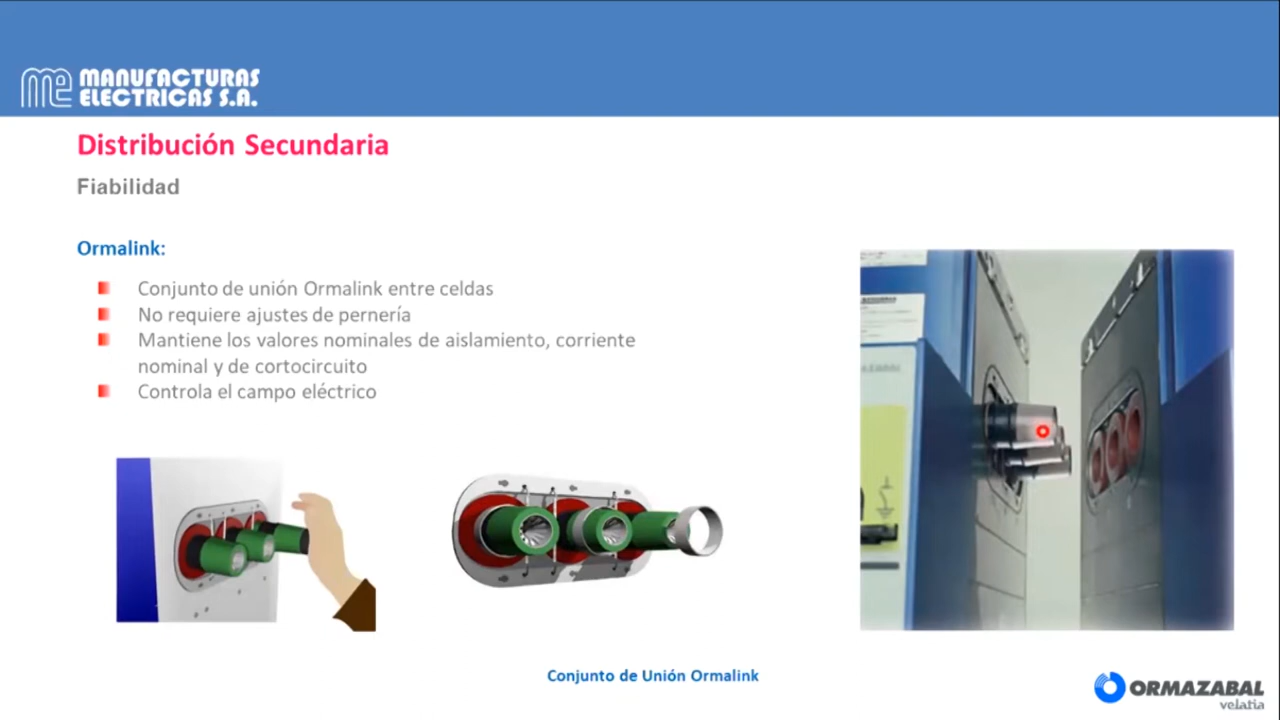 MANUFACTURAS
ELECTRICAS S.A.
Distribución Secundaria
Fiabilidad
Ormalink:
Conjunto de unión Ormalink entre celdas
No requiere ajustes de pernería
Mantiene los valores nominales de aislamiento, corriente
nominal y de cortocircuito
Controla el campo eléctrico
Conjunto de Unión Ormalink
ORMAZABAL
velatia